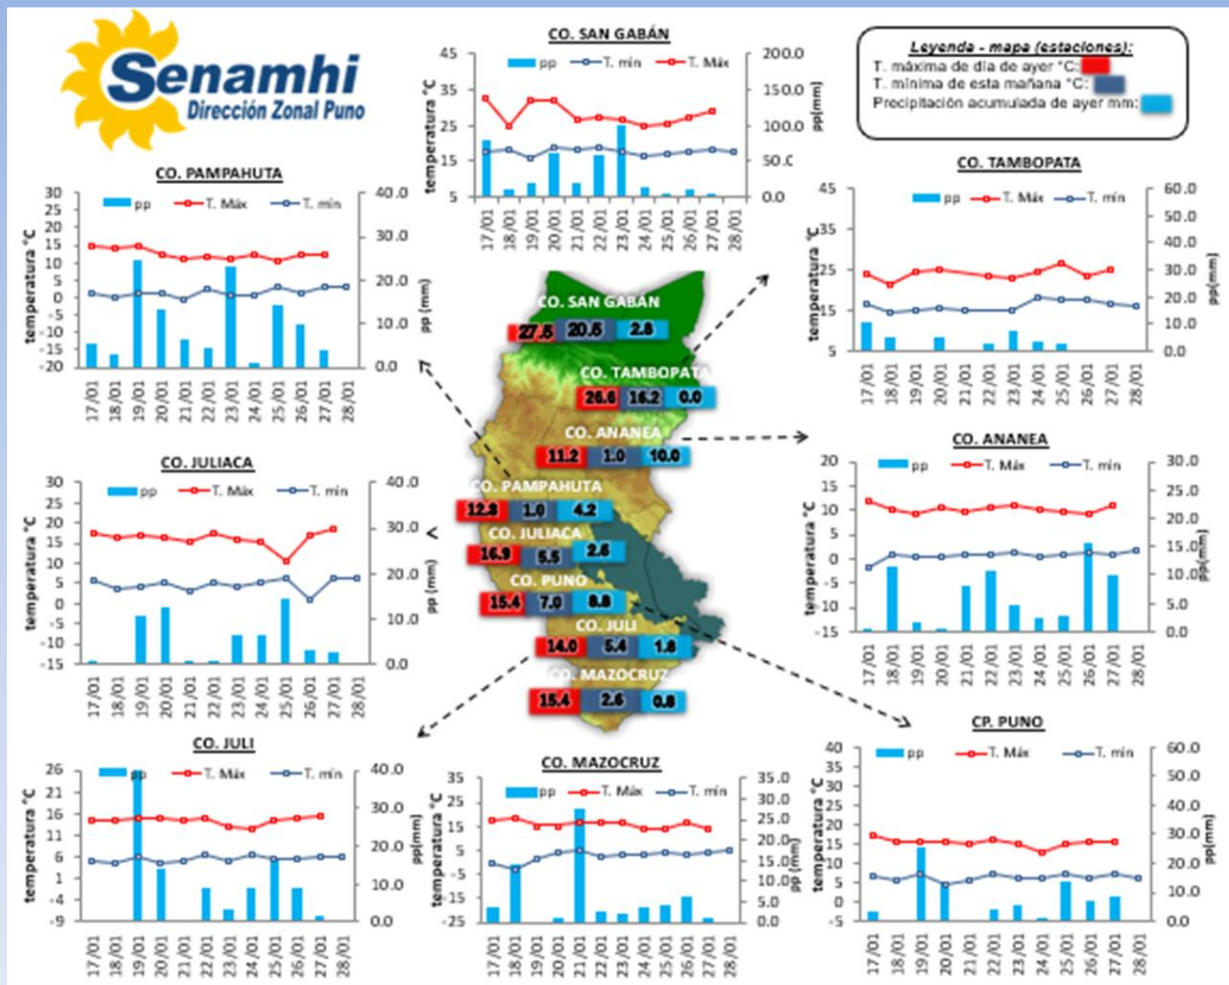 Senamhi
Dirección Zonal Puno
CO. SAN GABÁN
pp T. mín T. Máx
temperatura °C
45
35
25
15
5
200.0
150.0
100.0
50.0
0.0
pp(mm)
17/01 18/01 19/01 20/01 21/01 22/01 23/01 24/01 25/01 26/01 27/01 28/01
Leyenda - mapa (estaciones):
T. máxima de día de ayer °C:
T. mínima de esta mañana °C:
Precipitación acumulada de ayer mm:
CO. PAMPAHUTA
pp T. Máx T. mín
temperatura °C
30
25
20
15
10
5
0
-5
-10
-15
-20
40.0
30.0
20.0
10.0
0.0
pp (mm)
17/01 18/01 19/01 20/01 21/01 22/01 23/01 24/01 25/01 26/01 27/01 28/01
CO. TAMBOPATA
pp T. Máx T. mín
temperatura °C
45
35
25
15
5
60.0
50.0
40.0
30.0
20.0
10.0
0.0
pp(mm)
17/01 18/01 19/01 20/01 21/01 22/01 23/01 24/01 25/01 26/01 27/01 28/01
CO. SAN GABÁN
27.5 20.5 2.8
CO. TAMBOPATA
26.6 16.2 0.0
CO. ANANEA
11.2 1.0 10.0
CO. PAMPAHUTA
12.3 1.0 4.2
CO. JULIACA
16.9 5.5 2.6
CO. PUNO
15.4 7.0 8.8
CO. JULI
14.0 5.4 1.8
CO. MAZOCRUZ
15.4 2.6 0.8
CO. JULIACA
pp T. Máx T. mín
temperatura °C
30
25
20
15
10
5
0
-5
-10
-15
40.0
30.0
20.0
10.0
0.0
pp (mm)
17/01 18/01 19/01 20/01 21/01 22/01 23/01 24/01 25/01 26/01 27/01 28/01
CO. ANANEA
pp T. Máx T. mín
temperatura °C
20
15
10
5
0
-5
-10
-15
30.0
25.0
20.0
15.0
10.0
5.0
0.0
pp(mm)
17/01 18/01 19/01 20/01 21/01 22/01 23/01 24/01 25/01 26/01 27/01 28/01
CO. JULI
pp T. Máx T. mín
temperatura °C
26
21
16
11
6
1
-4
-9
40.0
30.0
20.0
10.0
0.0
pp(mm)
17/01 18/01 19/01 20/01 21/01 22/01 23/01 24/01 25/01 26/01 27/01 28/01
CO. MAZOCRUZ
pp T. Máx T. mín
temperatura °C
35
25
15
5
-5
-15
-25
35.0
30.0
25.0
20.0
15.0
10.0
5.0
0.0
pp (mm)
17/01 18/01 19/01 20/01 21/01 22/01 23/01 24/01 25/01 26/01 27/01 28/01
CP. PUNO
pp T. Máx T. mín
temperatura °C
40
35
30
25
20
15
10
5
0
-5
60.0
50.0
40.0
30.0
20.0
10.0
0.0
pp(mm)
17/01 18/01 19/01 20/01 21/01 22/01 23/01 24/01 25/01 26/01 27/01 28/01